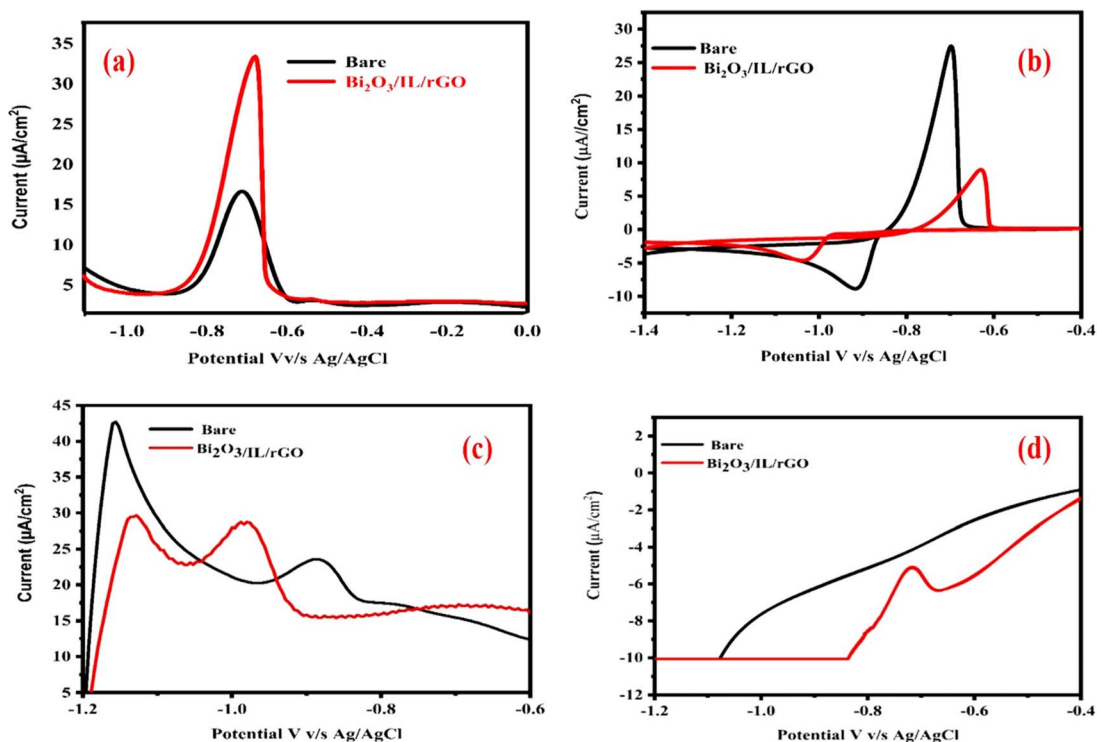 (a)
Bare
Bi₂O₃/IL/rGO
Current (µA/cm²)
35
30
25
20
15
10
5
-1.0
-0.8
-0.6
-0.4
-0.2
0.0
Potential Vv/s Ag/AgCl
(b)
Bare
Bi₂O₃/IL/rGO
Current (µA//cm²)
30
25
20
15
10
5
0
-5
-10
-1.4
-1.2
-1.0
-0.8
-0.6
-0.4
Potential V v/s Ag/AgCl
(c)
Bare
Bi₂O₃/IL/rGO
Current (µA/cm²)
45
40
35
30
25
20
15
10
5
-1.2
-1.0
-0.8
-0.6
Potential V v/s Ag/AgCl
(d)
Bare
Bi₂O₃/IL/rGO
Current (µA/cm²)
2
0
-2
-4
-6
-8
-10
-12
-1.2
-1.0
-0.8
-0.6
-0.4
Potential V v/s Ag/AgCl